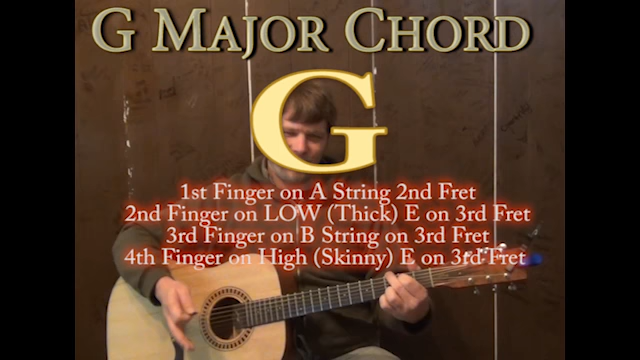 G MAJOR CHORD
G
1st Finger on A String 2nd Fret
2nd Finger on LOW (Thick) E on 3rd Fret
3rd Finger on B String on 3rd Fret
4th Finger on High (Skinny) E on 3rd Fret